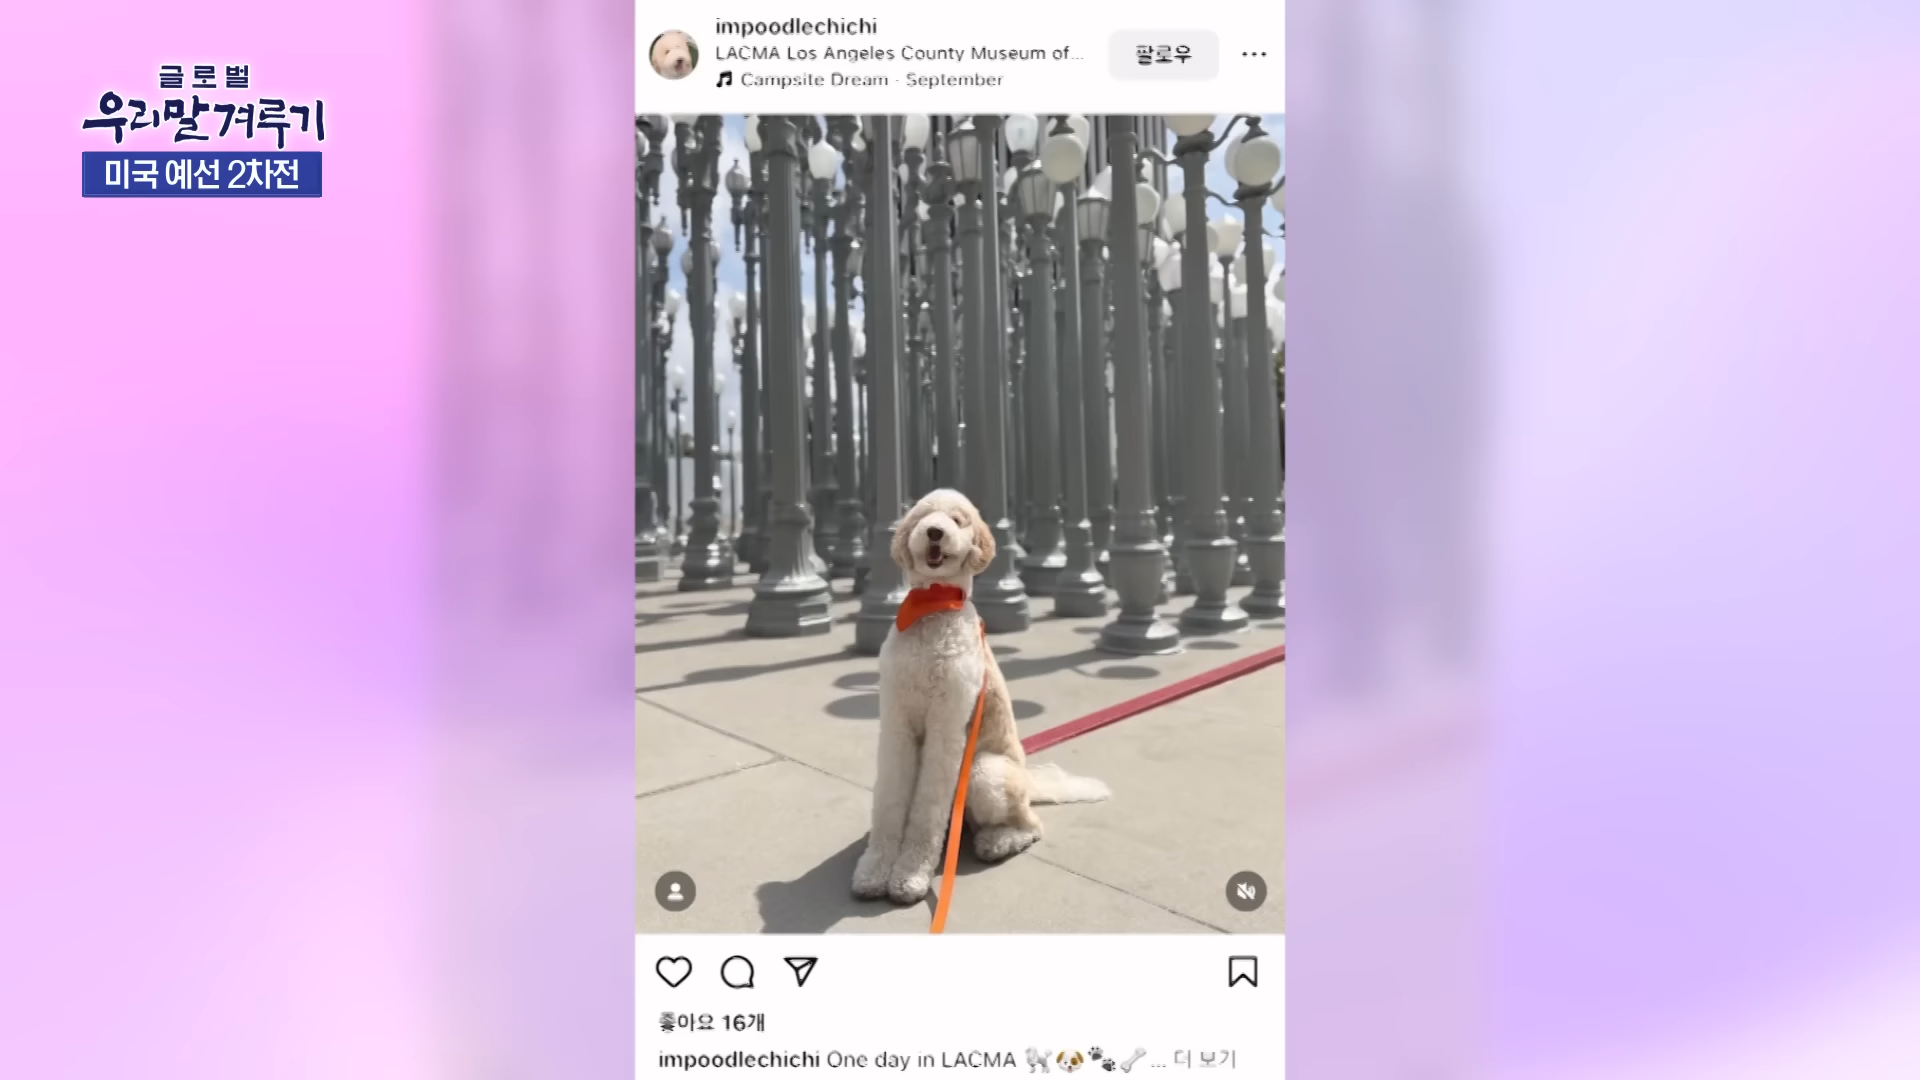 글로벌
우리말 겨루기
미국 예선 2차전
impoodlechichi
LACMA Los Angeles County Museum of...
Campsite Dream · September
팔로우
좋아요 16개
impoodlechichi One day in LACMA 🐩🐶🐾🦴... 더 보기